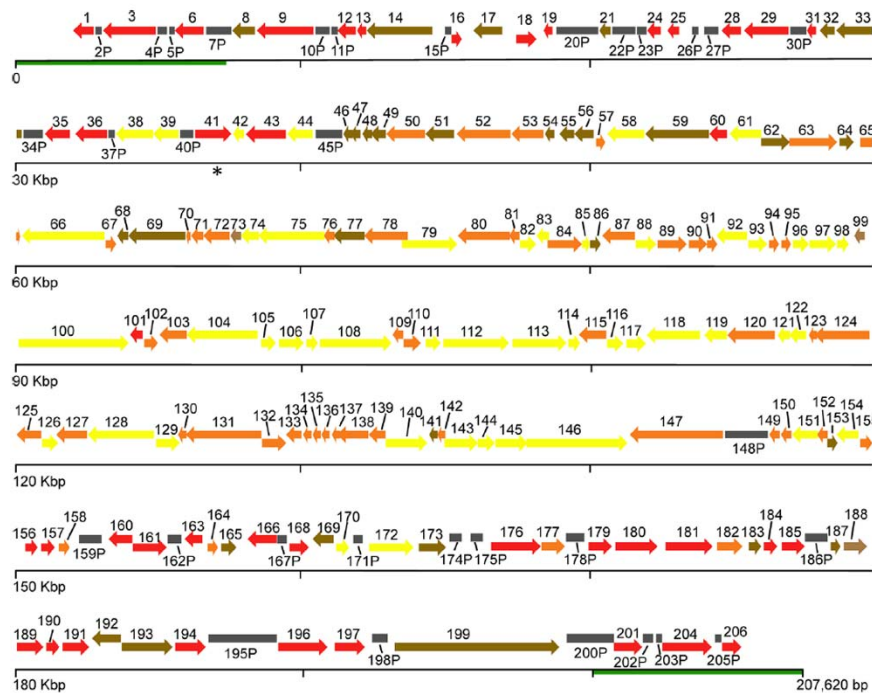 1 3 6 8 9 12 13 14 16 17 18 19 21 24 25 28 29 31 32 33
2P 4P 5P 7P 10P 11P 15P 20P 22P 23P 26P 27P 30P
0
35 36 38 39 41 42 43 44 46 47 48 49 50 51 52 53 54 55 56 57 58 59 60 61 62 63 64 65
34P 37P 40P 45P
*
30 Kbp
66 67 68 69 70 71 72 73 74 75 76 77 78 79 80 81 82 83 84 85 86 87 88 89 90 91 92 93 94 95 96 97 98 99
60 Kbp
100 101 102 103 104 105 106 107 108 109 110 111 112 113 114 115 116 117 118 119 120 121 122 123 124
90 Kbp
125 126 127 128 129 130 131 132 133 134 135 136 137 138 139 140 141 142 143 144 145 146 147 149 150 151 152 153 154
148P
120 Kbp
156 157 158 160 161 163 164 165 166 168 169 170 172 173 176 177 179 180 181 182 183 184 185 187 188
159P 162P 167P 171P 174P 175P 178P 186P
150 Kbp
189 190 191 192 193 194 196 197 199 201 204 206
195P 198P 200P 202P 203P 205P
180 Kbp 207,620 bp